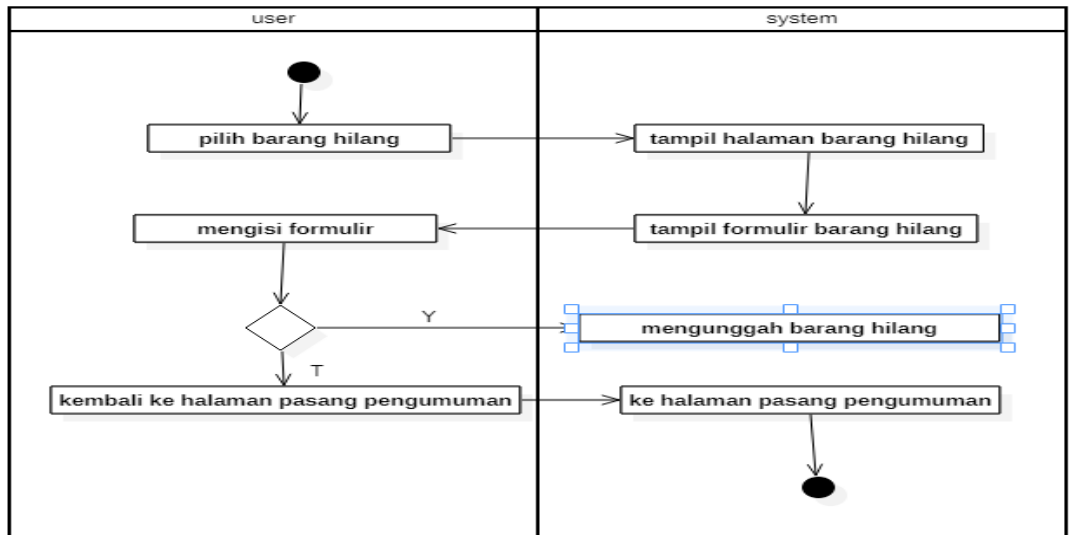 user
system
pilih barang hilang
tampil halaman barang hilang
mengisi formulir
tampil formulir barang hilang
Y
mengunggah barang hilang
T
kembali ke halaman pasang pengumuman
ke halaman pasang pengumuman